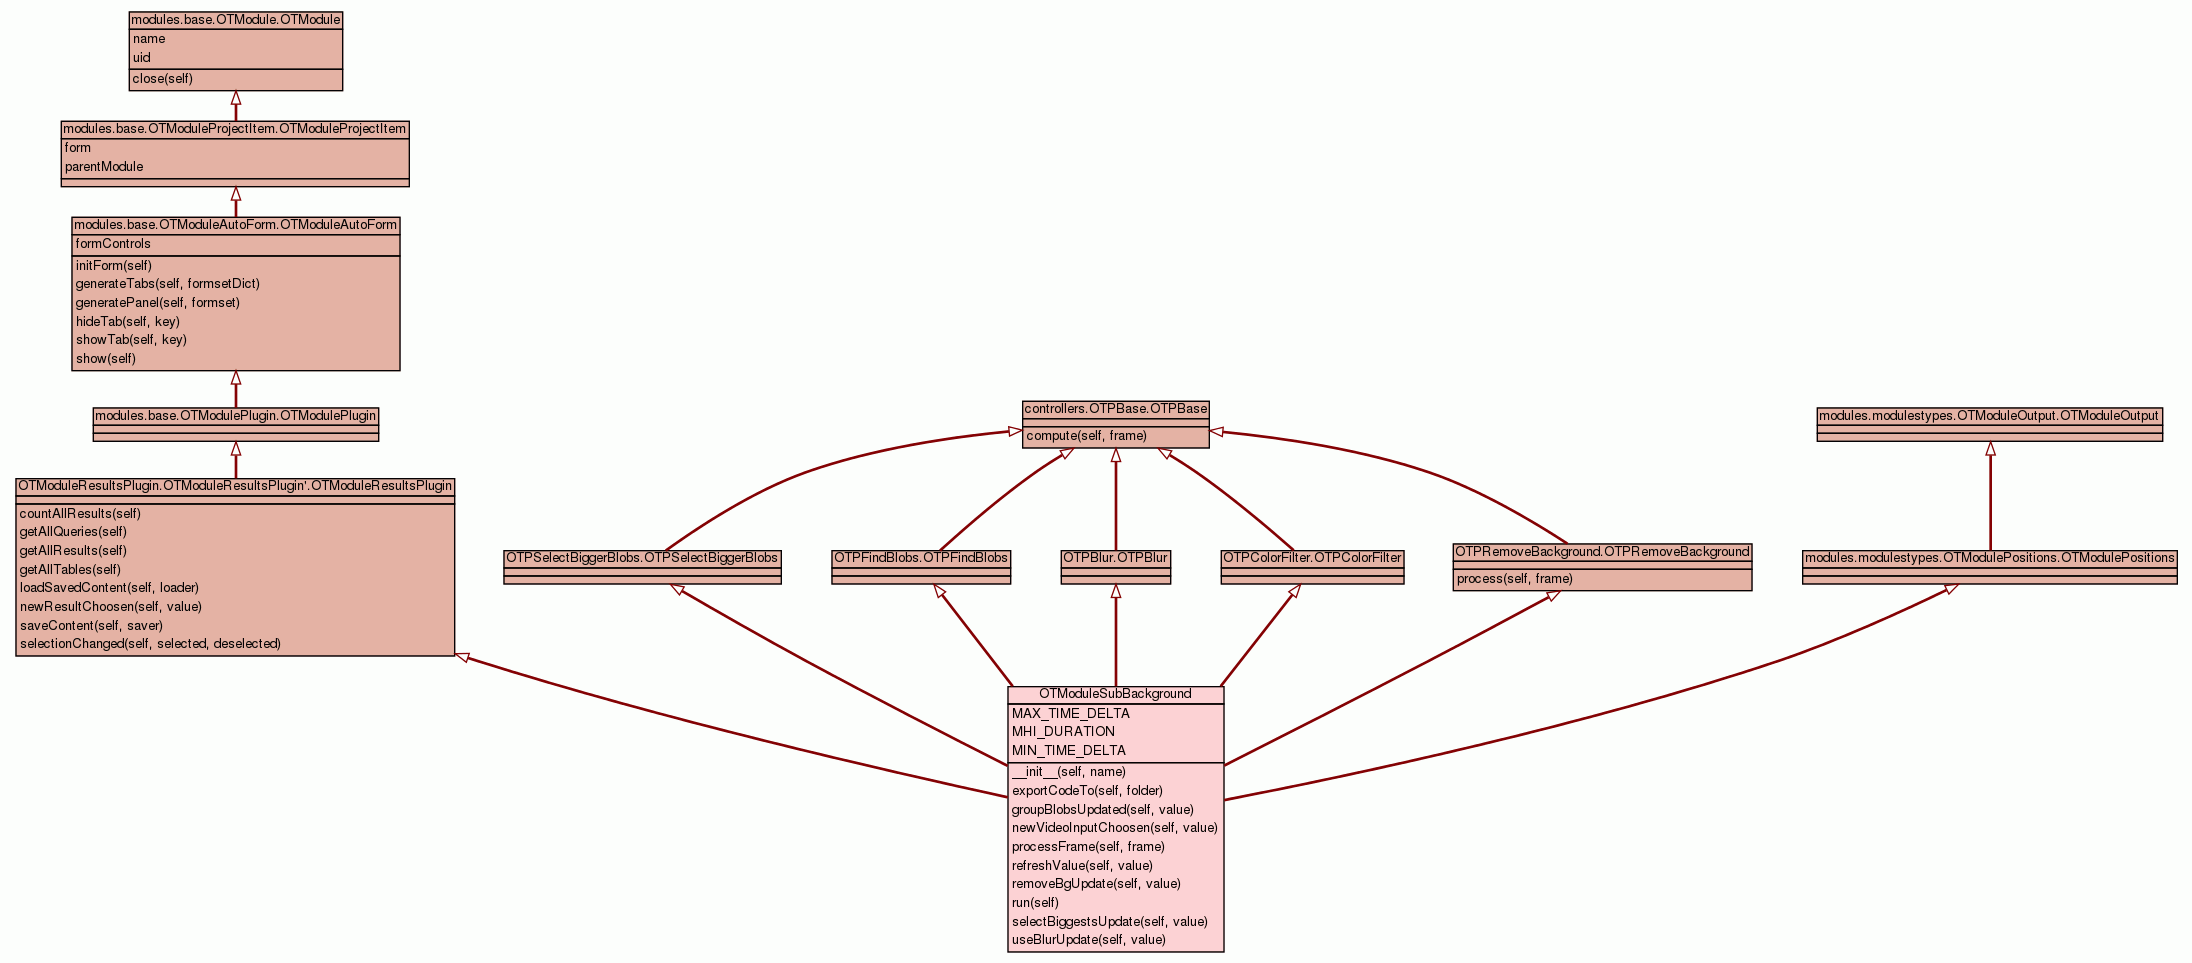 modules.base.OTModule.OTModule
name
uid
close(self)
modules.base.OTModuleProjectItem.OTModuleProjectItem
form
parentModule
modules.base.OTModuleAutoForm.OTModuleAutoForm
formControls
initForm(self)
generateTabs(self, formsetDict)
generatePanel(self, formset)
hideTab(self, key)
showTab(self, key)
show(self)
modules.base.OTModulePlugin.OTModulePlugin
OTModuleResultsPlugin.OTModuleResultsPlugin'.OTModuleResultsPlugin
countAllResults(self)
getAllQueries(self)
getAllResults(self)
getAllTables(self)
loadSavedContent(self, loader)
newResultChoosen(self, value)
saveContent(self, saver)
selectionChanged(self, selected, deselected)
controllers.OTPBase.OTPBase
compute(self, frame)
modules.modulestypes.OTModuleOutput.OTModuleOutput
OTPSelectBiggerBlobs.OTPSelectBiggerBlobs
OTPFindBlobs.OTPFindBlobs
OTPBlur.OTPBlur
OTPColorFilter.OTPColorFilter
OTPRemoveBackground.OTPRemoveBackground
process(self, frame)
modules.modulestypes.OTModulePositions.OTModulePositions
OTModuleSubBackground
MAX_TIME_DELTA
MHI_DURATION
MIN_TIME_DELTA
__init__(self, name)
exportCodeTo(self, folder)
groupBlobsUpdated(self, value)
newVideoInputChoosen(self, value)
processFrame(self, frame)
refreshValue(self, value)
removeBgUpdate(self, value)
run(self)
selectBiggestsUpdate(self, value)
useBlurUpdate(self, value)